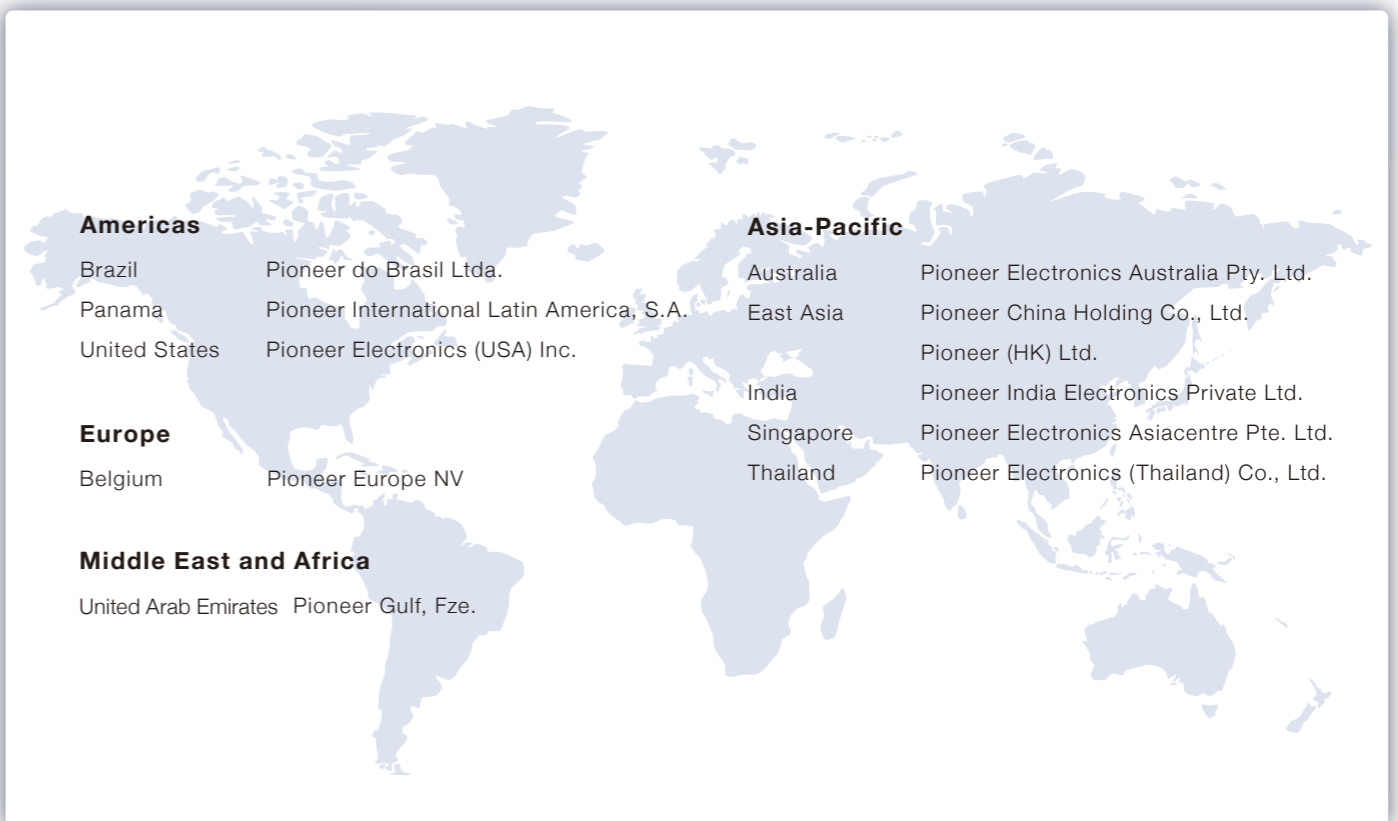 Americas
Brazil Pioneer do Brasil Ltda.
Panama Pioneer International Latin America, S.A.
United States Pioneer Electronics (USA) Inc.
Europe
Belgium Pioneer Europe NV
Middle East and Africa
United Arab Emirates Pioneer Gulf, Fze.
Asia-Pacific
Australia Pioneer Electronics Australia Pty. Ltd.
East Asia Pioneer China Holding Co., Ltd.
Pioneer (HK) Ltd.
India Pioneer India Electronics Private Ltd.
Singapore Pioneer Electronics Asiacentre Pte. Ltd.
Thailand Pioneer Electronics (Thailand) Co., Ltd.